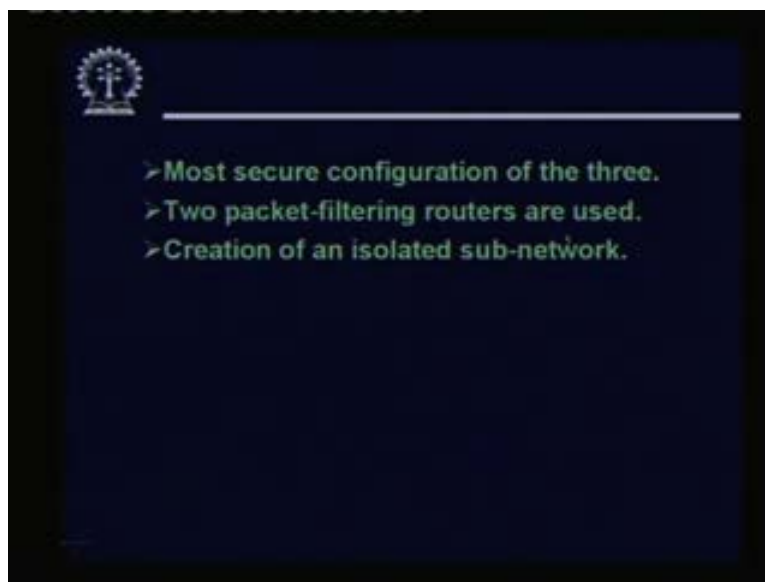 ➢Most secure configuration of the three.
➢Two packet-filtering routers are used.
➢Creation of an isolated sub-network.